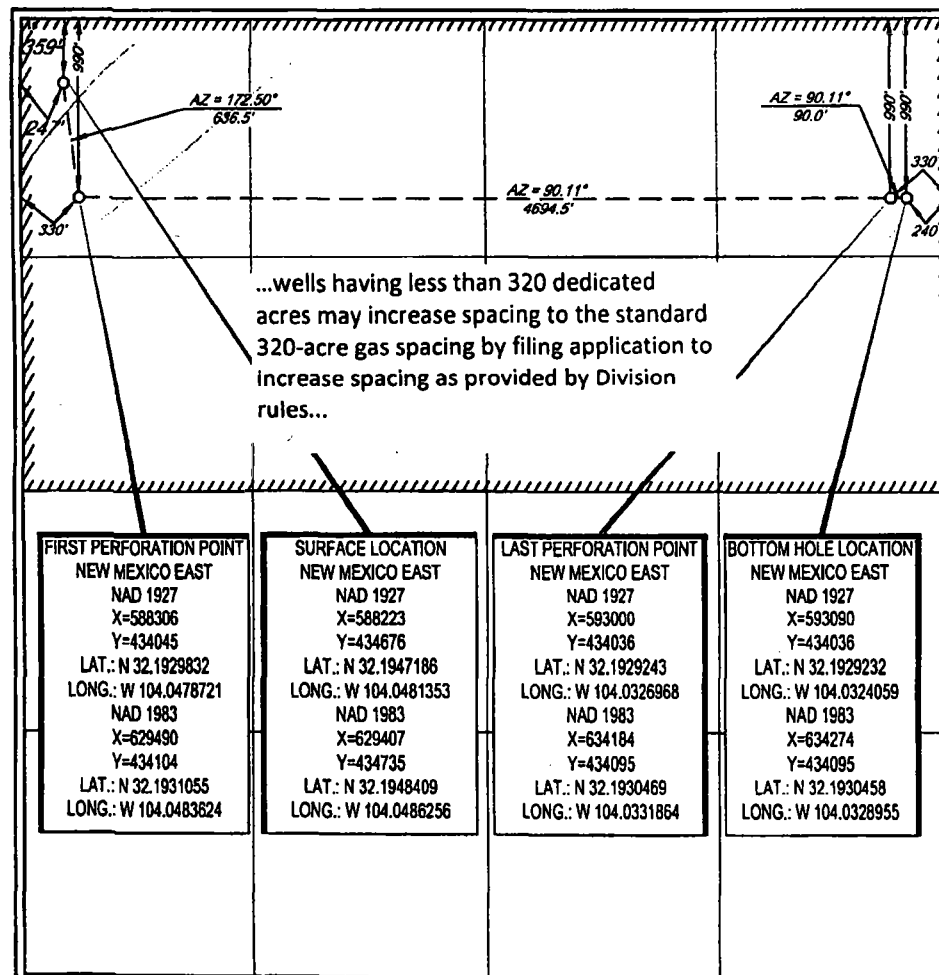 359'
990'
AZ = 172.50°
636.5'
330'
AZ = 90.11°
4694.5'
AZ = 90.11°
90.0'
990'
990'
330'
240'
...wells having less than 320 dedicated
acres may increase spacing to the standard
320-acre gas spacing by filing application to
increase spacing as provided by Division
rules...
FIRST PERFORATION POINT
NEW MEXICO EAST
NAD 1927
X=588306
Y=434045
LAT.: N 32.1929832
LONG.: W 104.0478721
NAD 1983
X=629490
Y=434104
LAT.: N 32.1931055
LONG.: W 104.0483624
SURFACE LOCATION
NEW MEXICO EAST
NAD 1927
X=588223
Y=434676
LAT.: N 32.1947186
LONG.: W 104.0481353
NAD 1983
X=629407
Y=434735
LAT.: N 32.1948409
LONG.: W 104.0486256
LAST PERFORATION POINT
NEW MEXICO EAST
NAD 1927
X=593000
Y=434036
LAT.: N 32.1929243
LONG.: W 104.0326968
NAD 1983
X=634184
Y=434095
LAT.: N 32.1930469
LONG.: W 104.0331864
BOTTOM HOLE LOCATION
NEW MEXICO EAST
NAD 1927
X=593090
Y=434036
LAT.: N 32.1929232
LONG.: W 104.0324059
NAD 1983
X=634274
Y=434095
LAT.: N 32.1930458
LONG.: W 104.0328955